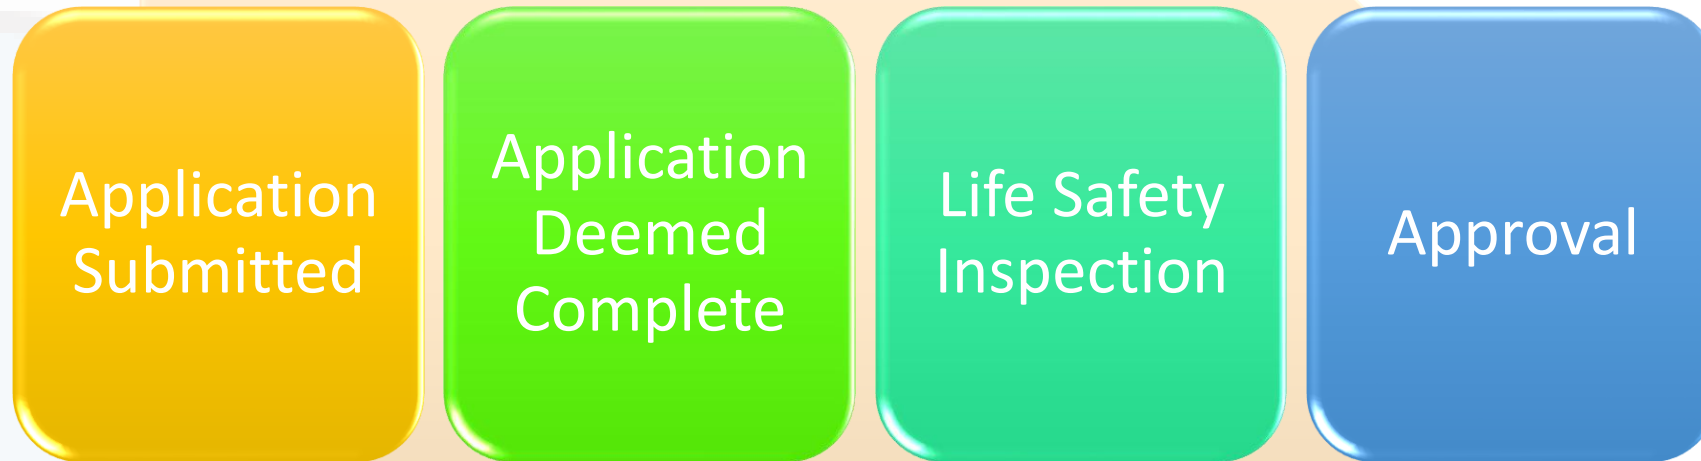 Application
Submitted
Application
Deemed
Complete
Life Safety
Inspection
Approval